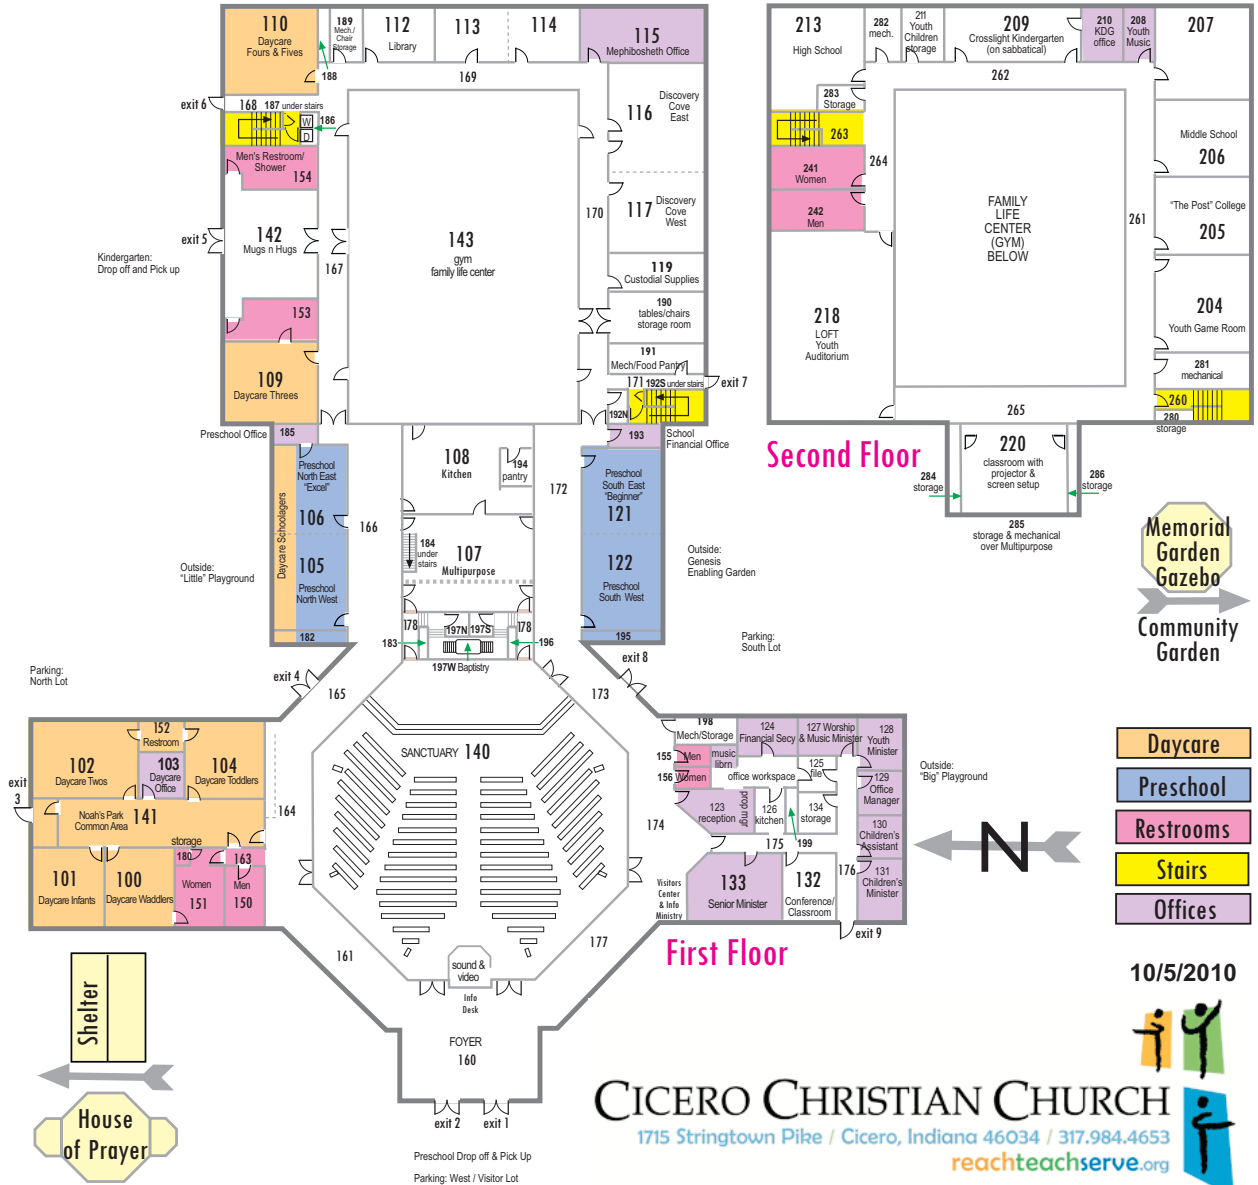 110
Daycare
Fours & Fives
189
Mech./
Chair
Storage
112
Library
113
114
115
Mephibosheth Office
188
169
exit 6
168
187 under stairs
186
W
D
Men's Restroom/
Shower
154
116
Discovery
Cove
East
170
117
Discovery
Cove
West
exit 5
142
Mugs n Hugs
167
143
gym
family life center
Kindergarten:
Drop off and Pick up
119
Custodial Supplies
190
tables/chairs
storage room
153
191
Mech/Food Pantry
109
Daycare Threes
171
192S under stairs
exit 7
192N
Preschool Office
185
193
School
Financial Office
Preschool
North East
"Excel"
106
Daycare Schoolagers
105
Preschool
North West
182
166
108
Kitchen
194
pantry
172
Preschool
South East
"Beginner"
121
122
Preschool
South West
195
184
under
stairs
107
Multipurpose
Outside:
"Little" Playground
Outside:
Genesis
Enabling Garden
178
197N
197S
178
183
196
197W Baptistry
Parking:
North Lot
Parking:
South Lot
exit 4
165
exit 8
173
SANCTUARY 140
152
Restroom
102
Daycare Twos
103
Daycare
Office
104
Daycare Toddlers
exit
3
Noah's Park
Common Area
141
164
storage
180
163
101
Daycare Infants
100
Daycare Waddlers
Women
151
Men
150
198
Mech/Storage
124
Financial Secy
127 Worship
& Music Minister
128
Youth
Minister
155
Men
music
librn
156
Women
office workspace
125
file
129
Office
Manager
Outside:
"Big" Playground
123
reception
prop mgr
126
kitchen
134
storage
130
Children's
Assistant
174
175
199
176
131
Children's
Minister
133
Senior Minister
132
Conference/
Classroom
Visitors
Center
& Info
Ministry
exit 9
First Floor
161
177
sound &
video
Info
Desk
FOYER
160
exit 2
exit 1
Preschool Drop off & Pick Up
Parking: West / Visitor Lot
Shelter
House
of Prayer
213
High School
282
mech.
211
Youth
Children
storage
209
Crosslight Kindergarten
(on sabbatical)
210
KDG
office
208
Youth
Music
207
262
283
Storage
263
264
241
Women
242
Men
FAMILY
LIFE
CENTER
(GYM)
BELOW
261
Middle School
206
"The Post" College
205
204
Youth Game Room
218
LOFT
Youth
Auditorium
281
mechanical
260
280
storage
265
Second Floor
220
classroom with
projector &
screen setup
284
storage
286
storage
285
storage & mechanical
over Multipurpose
Memorial
Garden
Gazebo
Community
Garden
Daycare
Preschool
Restrooms
Stairs
Offices
N
10/5/2010
CICERO CHRISTIAN CHURCH
1715 Stringtown Pike / Cicero, Indiana 46034 / 317.984.4653
reachteachserve.org